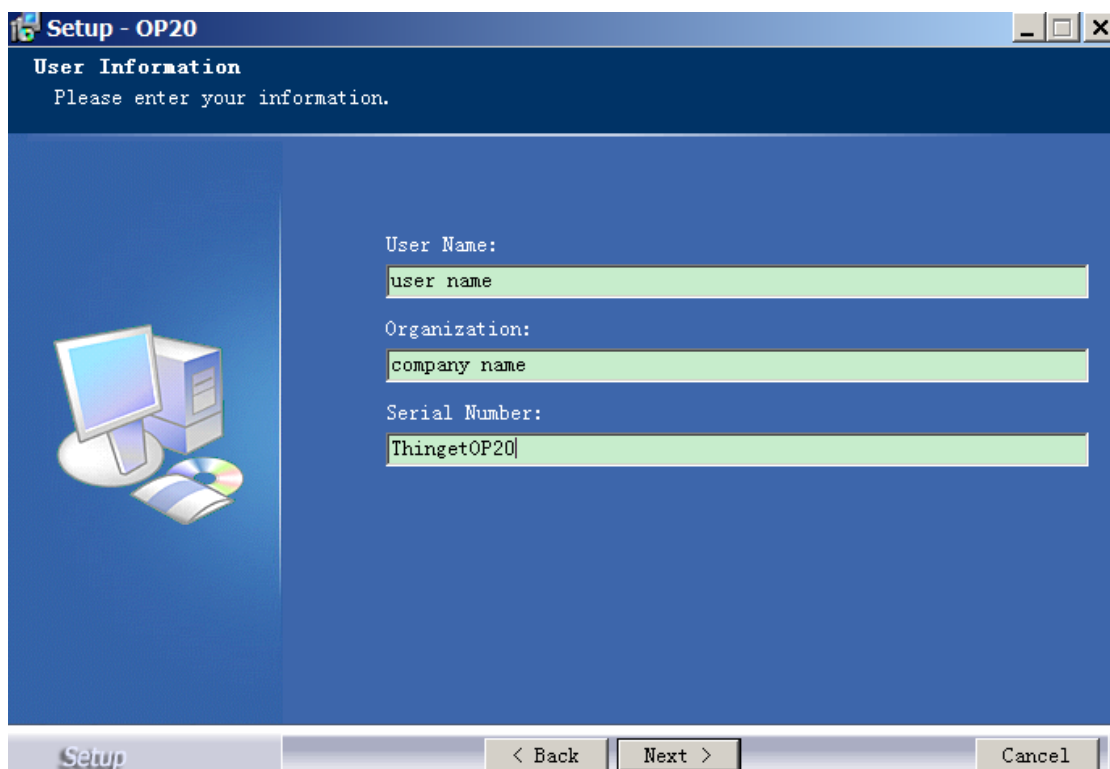 Setup - OP20
User Information
Please enter your information.
User Name:
user name
Organization:
company name
Serial Number:
ThingetOP20
Setup
< Back
Next >
Cancel